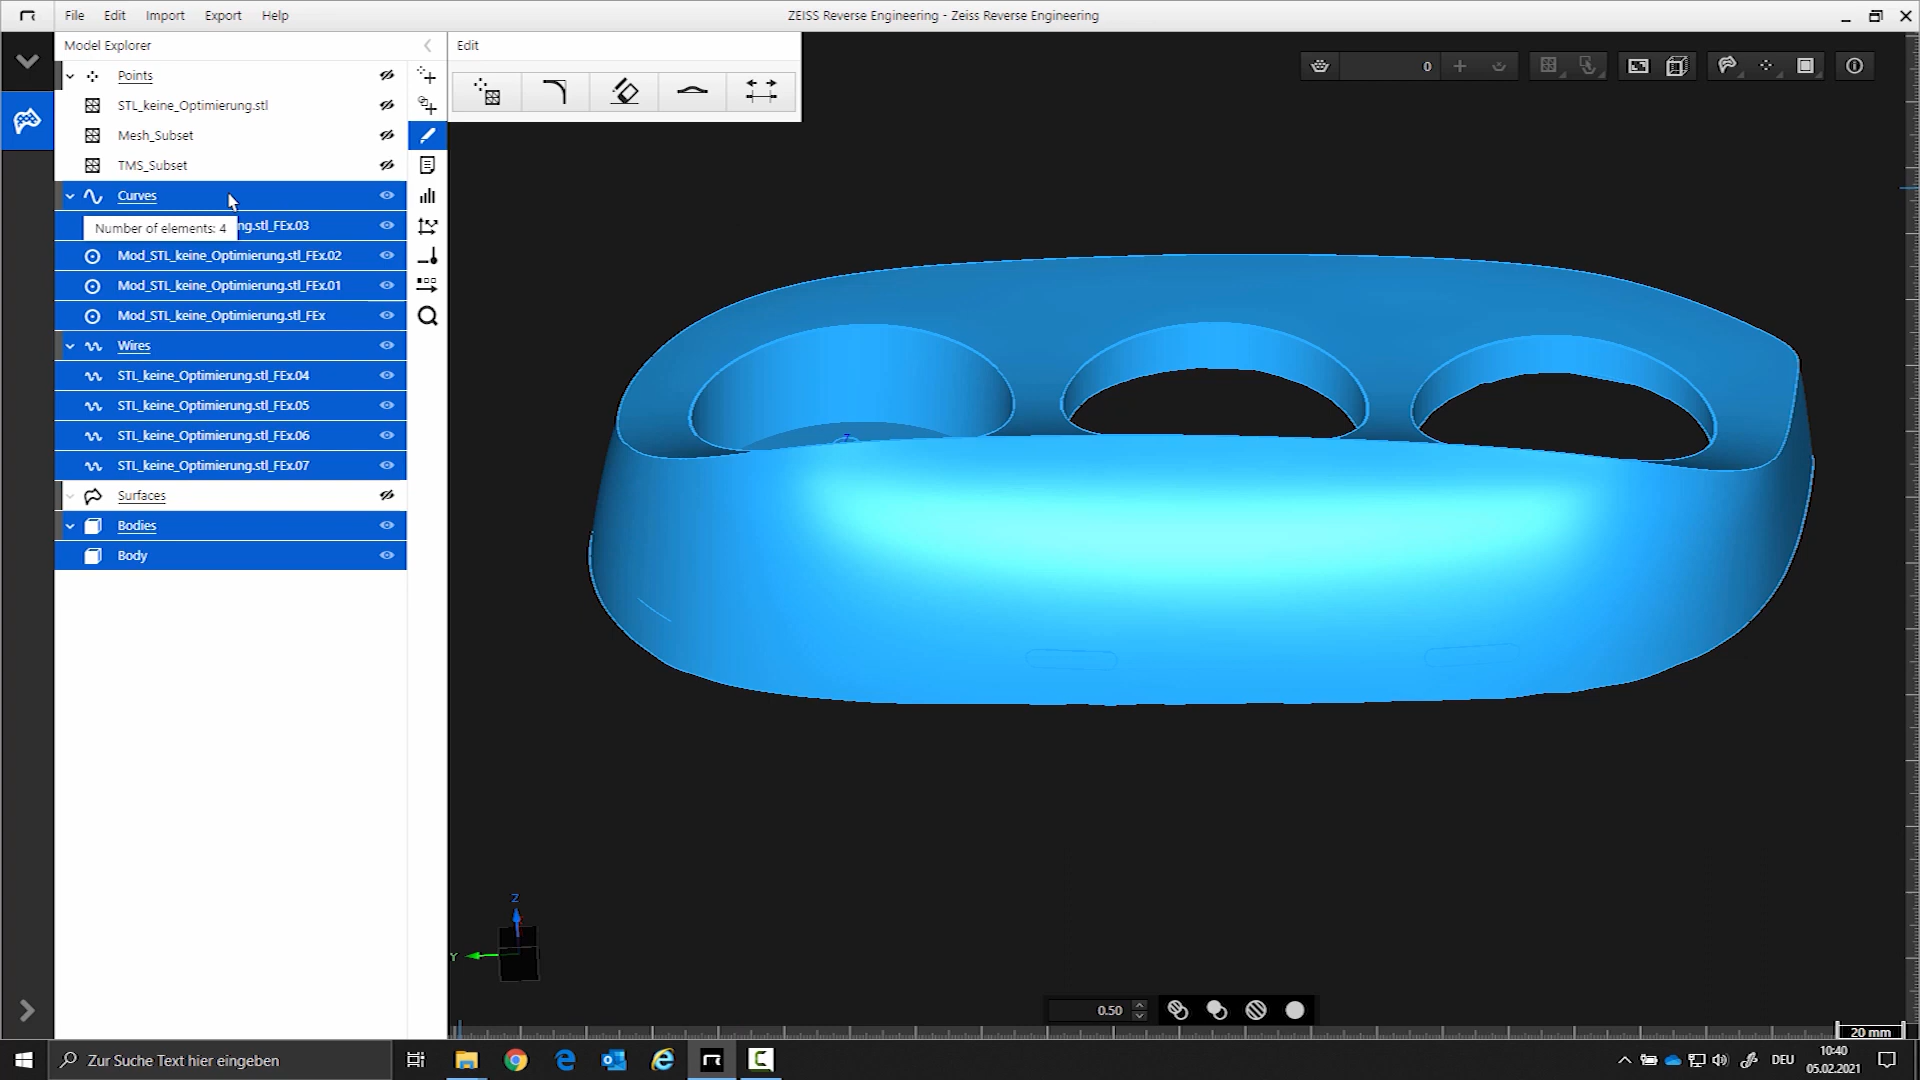 File Edit Import Export Help
ZEISS Reverse Engineering - Zeiss Reverse Engineering
Model Explorer
Edit
Points
STL_keine_Optimierung.stl
Mesh_Subset
TMS_Subset
Curves
Number of elements: 4
ng.stl_FEx.03
Mod_STL_keine_Optimierung.stl_FEx.02
Mod_STL_keine_Optimierung.stl_FEx.01
Mod_STL_keine_Optimierung.stl_FEx
Wires
STL_keine_Optimierung.stl_FEx.04
STL_keine_Optimierung.stl_FEx.05
STL_keine_Optimierung.stl_FEx.06
STL_keine_Optimierung.stl_FEx.07
Surfaces
Bodies
Body
0
Z
Z
Y
0.50
20 mm
Zur Suche Text hier eingeben
DEU
10:40
05.02.2021